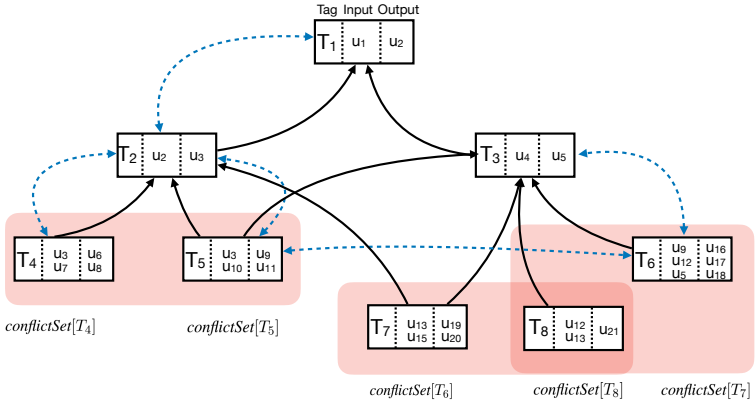 Tag Input Output
T1 u1 u2
T2 u2 u3
T3 u4 u5
T4 u3 u6
u7 u8
T5 u3 u9
u10 u11
T6 u9 u16
u12 u17
u5 u18
T7 u13 u19
u15 u20
T8 u12 u21
u13
conflictSet[T4]
conflictSet[T5]
conflictSet[T6]
conflictSet[T8]
conflictSet[T7]